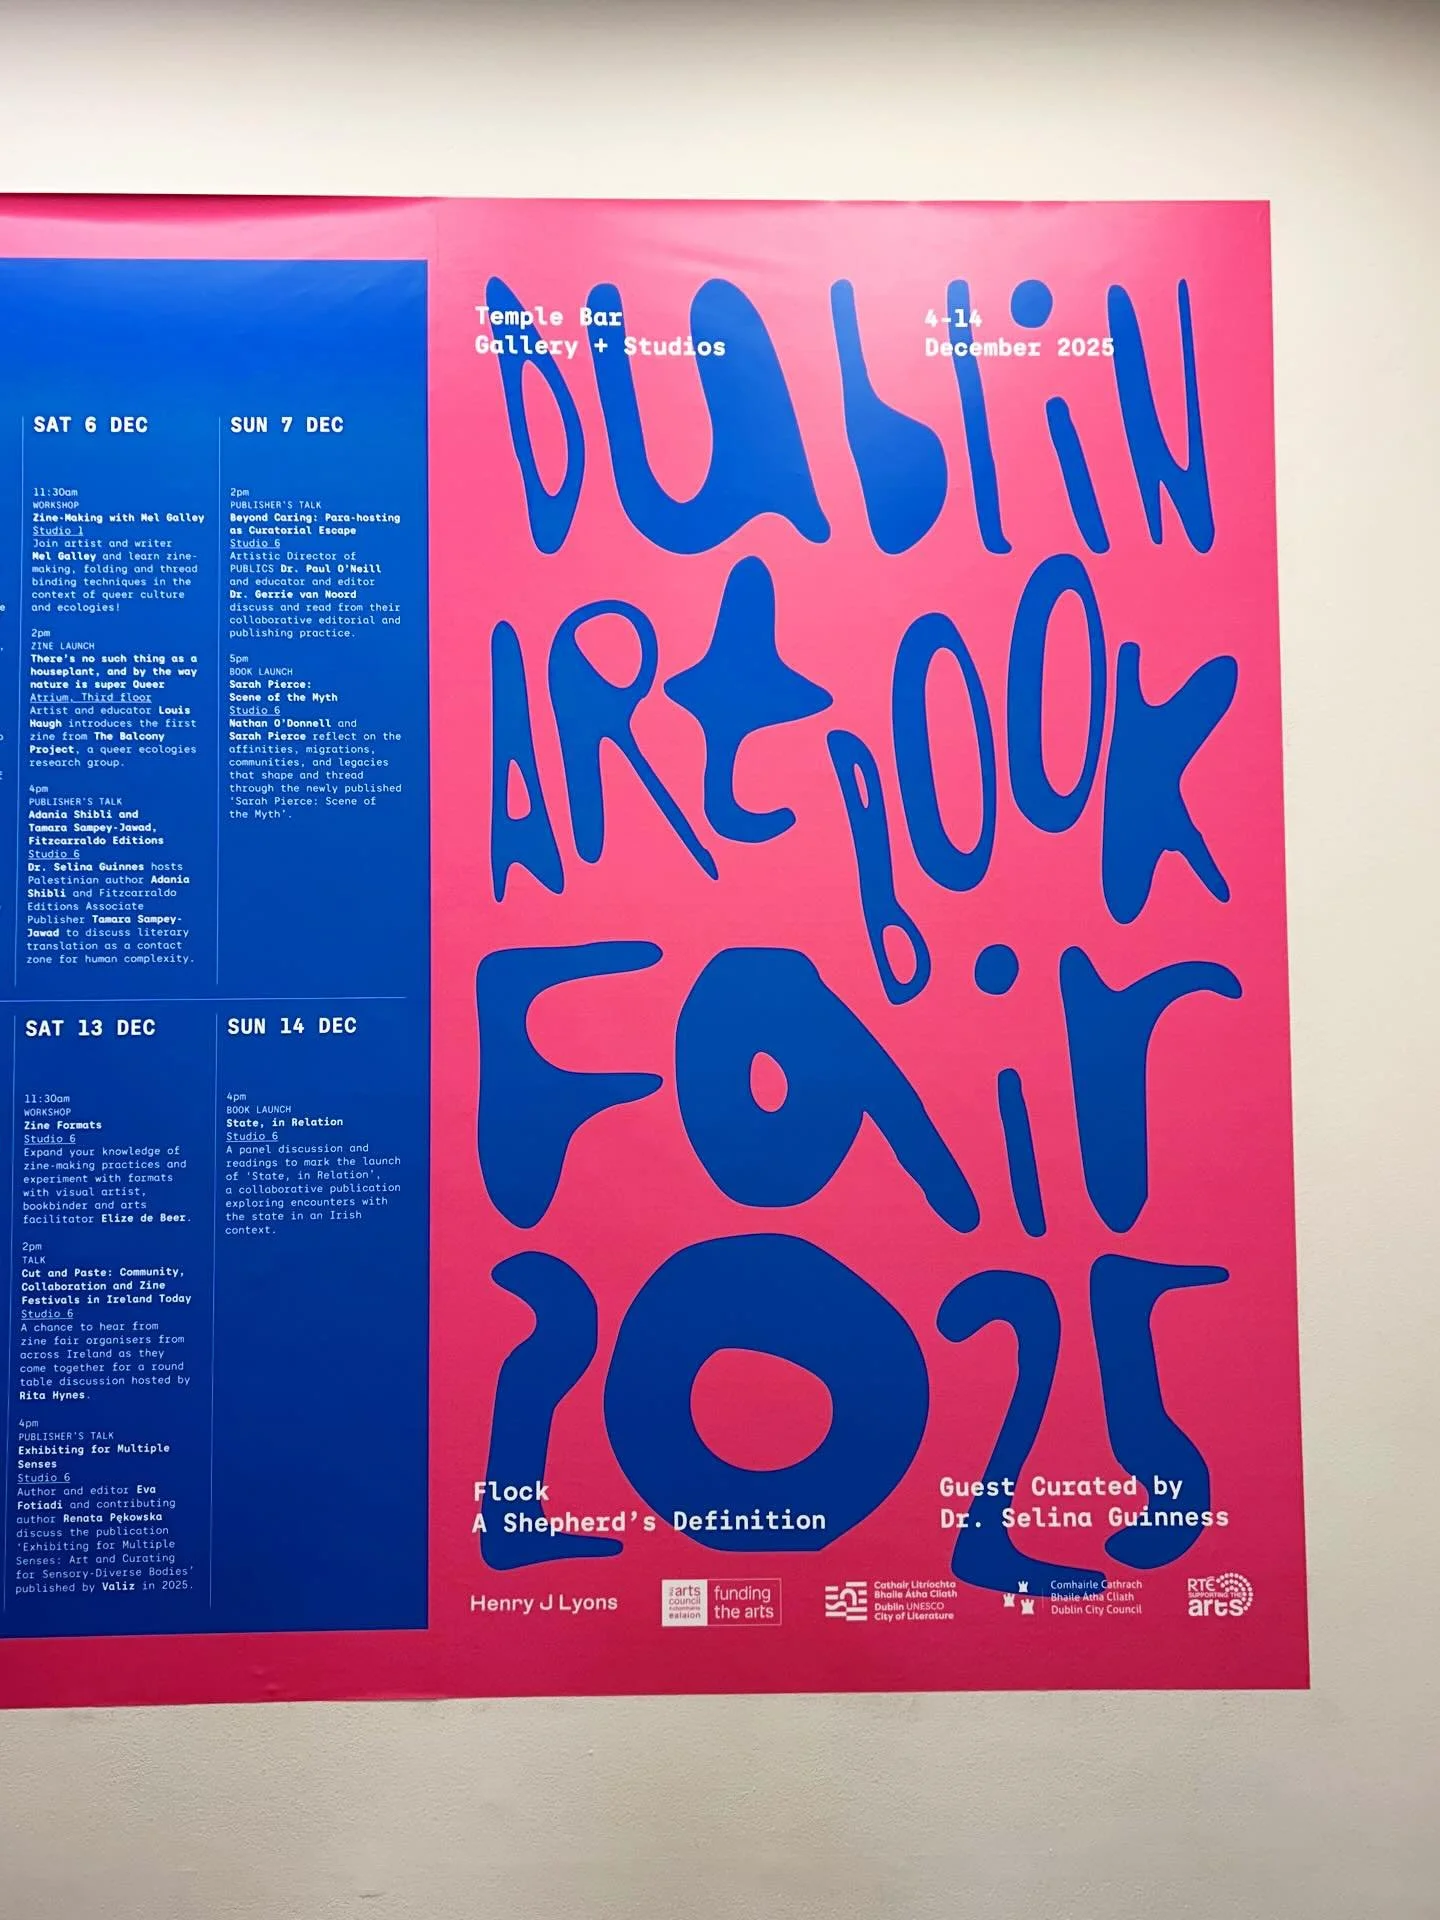 SAT 6 DEC
11:30am
WORKSHOP
Zine-Making with Mel Galley
Studio 1
Join artist and writer
Mel Galley and learn zine-
making, folding and thread
binding techniques in the
context of queer culture
and ecologies!
2pm
ZINE LAUNCH
There's no such thing as a
houseplant, and by the way
nature is super Queer
Atrium, Third floor
Artist and educator Louis
Haugh introduces the first
zine from The Balcony
Project, a queer ecologies
research group.
4pm
PUBLISHER'S TALK
Adania Shibli and
Tamara Sampey-Jawad,
Fitzcarraldo Editions
Studio 6
Dr. Selina Guinnes hosts
Palestinian author Adania
Shibli and Fitzcarraldo
Editions Associate
Publisher Tamara Sampey-
Jawad to discuss literary
translation as a contact
zone for human complexity.
SUN 7 DEC
2pm
PUBLISHER'S TALK
Beyond Caring: Para-hosting
as Curatorial Escape
Studio 6
Artistic Director of
PUBLICS Dr. Paul O'Neill
and educator and editor
Dr. Gerrie van Noord
discuss and read from their
collaborative editorial and
publishing practice.
5pm
BOOK LAUNCH
Sarah Pierce:
Scene of the Myth
Studio 6
Nathan O'Donnell and
Sarah Pierce reflect on the
affinities, migrations,
communities, and legacies
that shape and thread
through the newly published
'Sarah Pierce: Scene of
the Myth'.
SAT 13 DEC
11:30am
WORKSHOP
Zine Formats
Studio 6
Expand your knowledge of
zine-making practices and
experiment with formats
with visual artist,
bookbinder and arts
facilitator Elize de Beer.
2pm
TALK
Cut and Paste: Community,
Collaboration and Zine
Festivals in Ireland Today
Studio 6
A chance to hear from
zine fair organisers from
across Ireland as they
come together for a round
table discussion hosted by
Rita Hynes.
4pm
PUBLISHER'S TALK
Exhibiting for Multiple
Senses
Studio 6
Author and editor Eva
Fotiadi and contributing
author Renata Pękowska
discuss the publication
'Exhibiting for Multiple
Senses: Art and Curating
for Sensory-Diverse Bodies'
published by Valiz in 2025.
SUN 14 DEC
4pm
BOOK LAUNCH
State, in Relation
Studio 6
A panel discussion and
readings to mark the launch
of 'State, in Relation',
a collaborative publication
exploring encounters with
the state in an Irish
context.
Temple Bar
Gallery + Studios
4-14
December 2025
DUbliN
ARt BOOK
FAir
2025
Flock
A Shepherd's Definition
Guest Curated by
Dr. Selina Guinness
Henry J Lyons
arts
council
ealaíon
funding
the arts
Cathair Litríochta
Bhaile Átha Cliath
Dublin UNESCO
City of Literature
Comhairle Cathrach
Bhaile Átha Cliath
Dublin City Council
RTÉ
SUPPORTING THE
arts